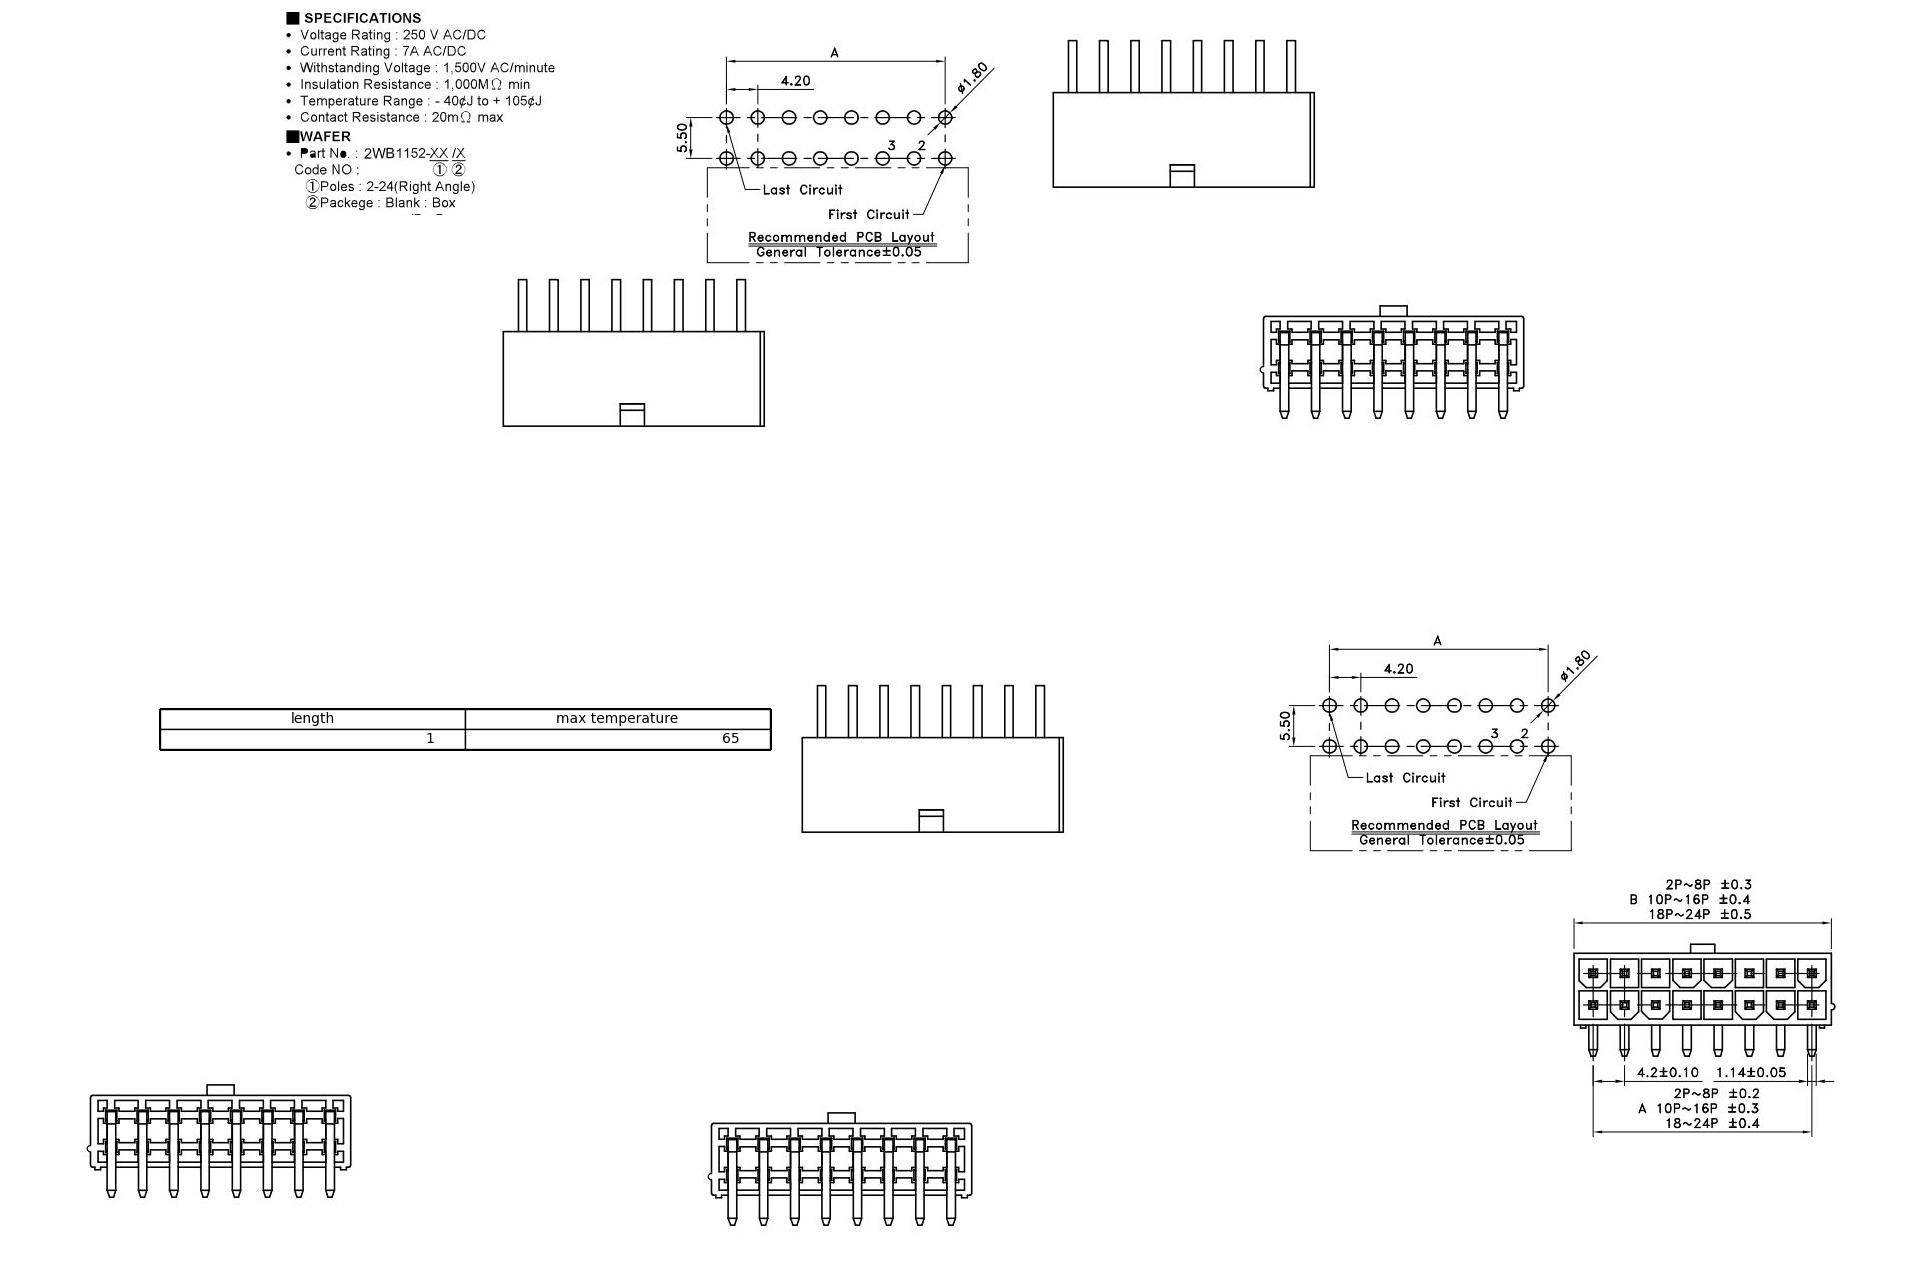 ■ SPECIFICATIONS
• Voltage Rating : 250 V AC/DC
• Current Rating : 7A AC/DC
• Withstanding Voltage : 1,500V AC/minute
• Insulation Resistance : 1,000MΩ min
• Temperature Range : - 40¢J to + 105¢J
• Contact Resistance : 20mΩ max
■WAFER
• Part No. : 2WB1152-XX /X
Code NO : ① ②
①Poles : 2-24(Right Angle)
②Packege : Blank : Box
A
4.20
ø1.80
5.50
3 2
Last Circuit
First Circuit
Recommended PCB Layout
General Tolerance±0.05
length max temperature
1 65
A
4.20
ø1.80
5.50
3 2
Last Circuit
First Circuit
Recommended PCB Layout
General Tolerance±0.05
2P~8P ±0.3
B 10P~16P ±0.4
18P~24P ±0.5
4.2±0.10 1.14±0.05
2P~8P ±0.2
A 10P~16P ±0.3
18~24P ±0.4